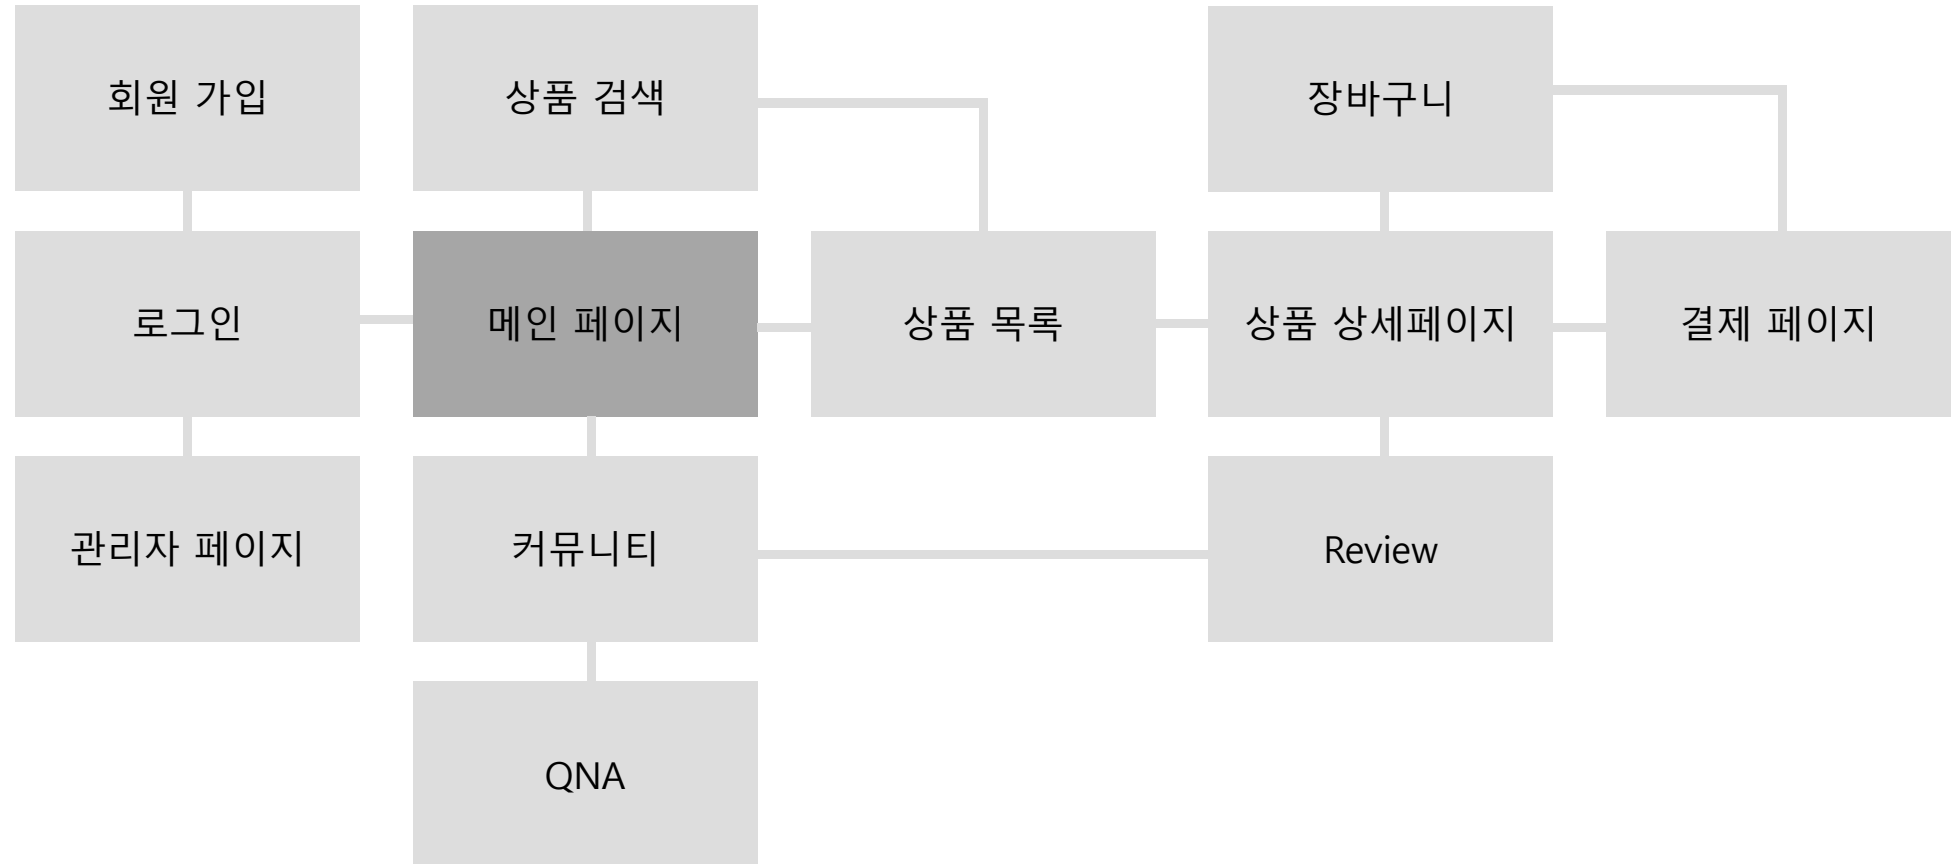 회원 가입
상품 검색
장바구니
로그인
메인 페이지
상품 목록
상품 상세페이지
결제 페이지
관리자 페이지
커뮤니티
Review
QNA